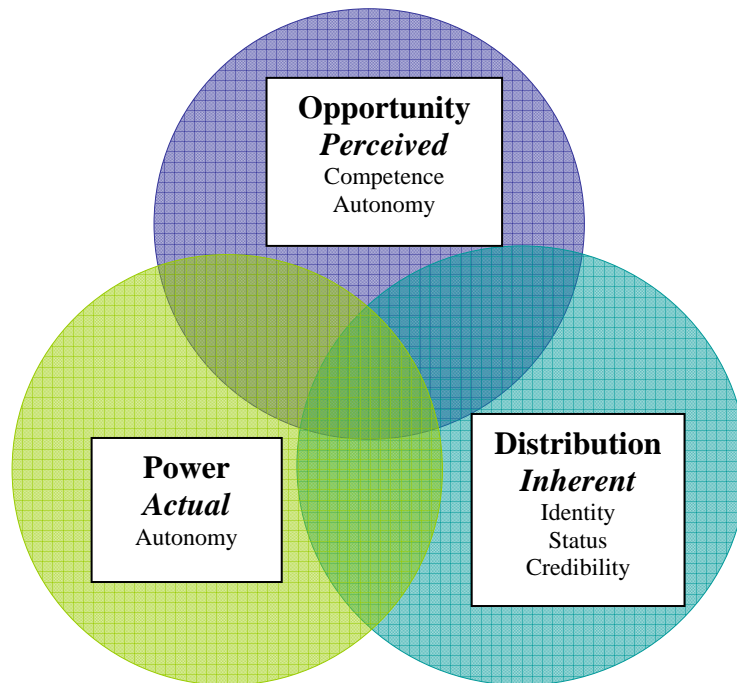 Opportunity
Perceived
Competence
Autonomy
Power
Actual
Autonomy
Distribution
Inherent
Identity
Status
Credibility